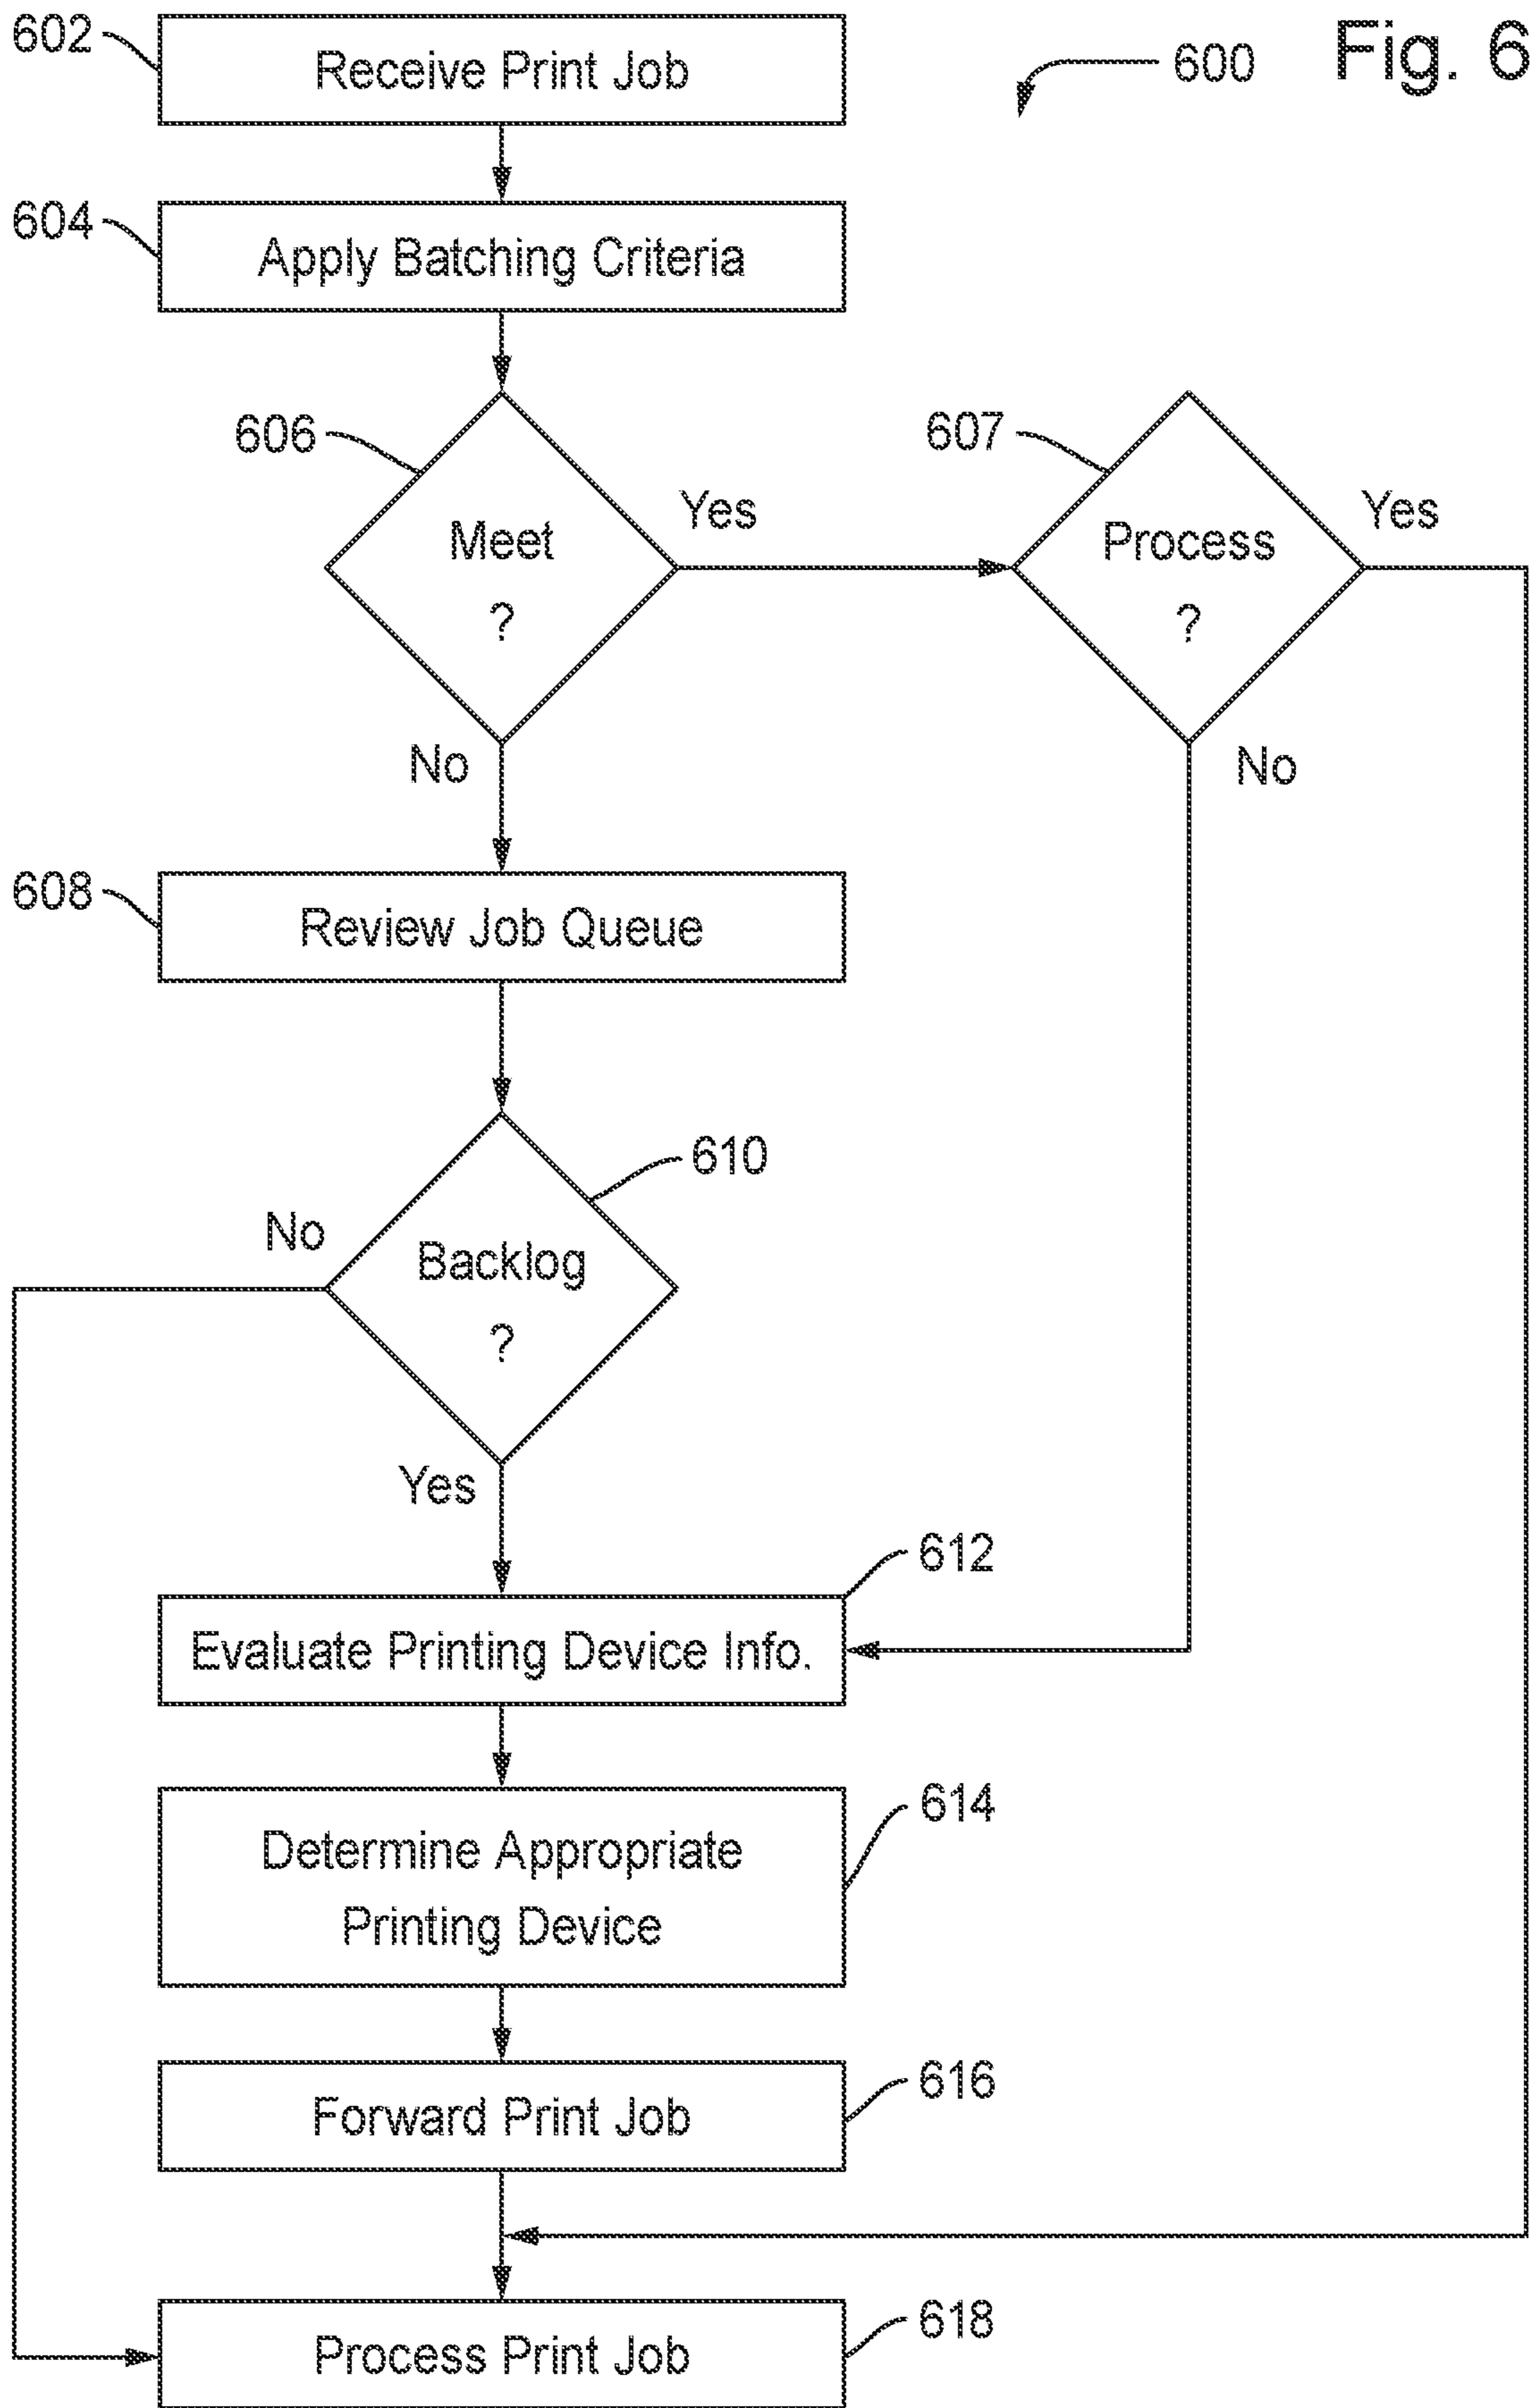 602
Receive Print Job
600
Fig. 6
604
Apply Batching Criteria
606
607
Meet
?
Yes
Process
?
Yes
No
No
608
Review Job Queue
610
No
Backlog
?
Yes
612
Evaluate Printing Device Info.
614
Determine Appropriate
Printing Device
616
Forward Print Job
618
Process Print Job